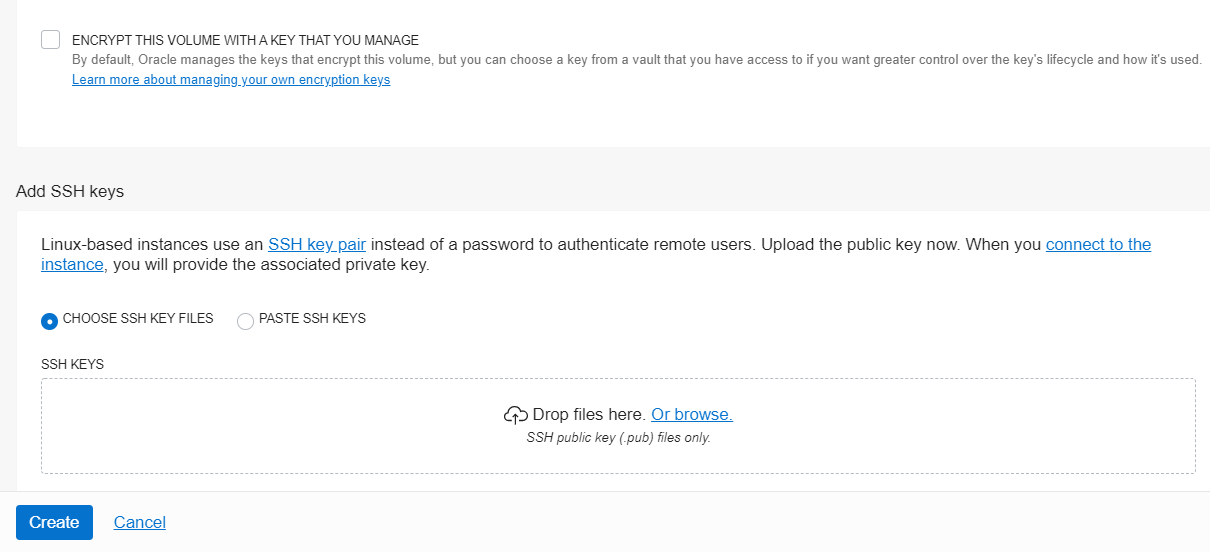 ENCRYPT THIS VOLUME WITH A KEY THAT YOU MANAGE
By default, Oracle manages the keys that encrypt this volume, but you can choose a key from a vault that you have access to if you want greater control over the key's lifecycle and how it's used.
Learn more about managing your own encryption keys
Add SSH keys
Linux-based instances use an SSH key pair instead of a password to authenticate remote users. Upload the public key now. When you connect to the
instance, you will provide the associated private key.
CHOOSE SSH KEY FILES PASTE SSH KEYS
SSH KEYS
Drop files here. Or browse.
SSH public key (.pub) files only.
Create Cancel